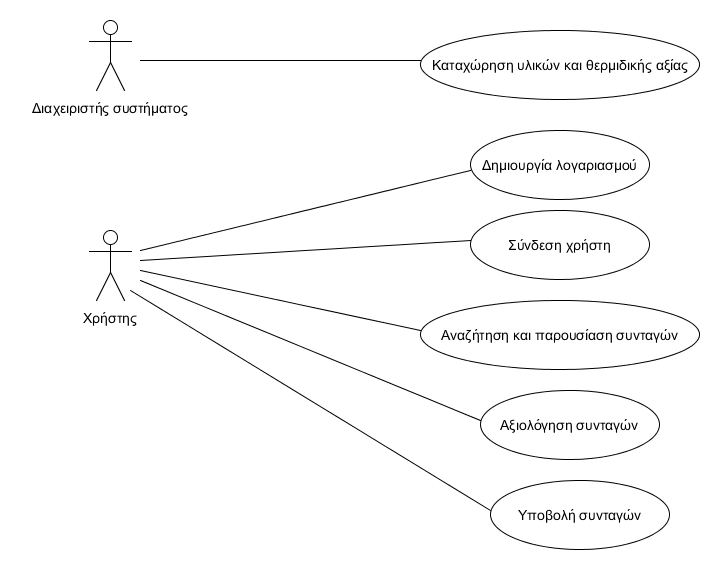 Καταχώρηση υλικών και θερμιδικής αξίας
Διαχειριστής συστήματος
Δημιουργία λογαριασμού
Σύνδεση χρήστη
Χρήστης
Αναζήτηση και παρουσίαση συνταγών
Αξιολόγηση συνταγών
Υποβολή συνταγών